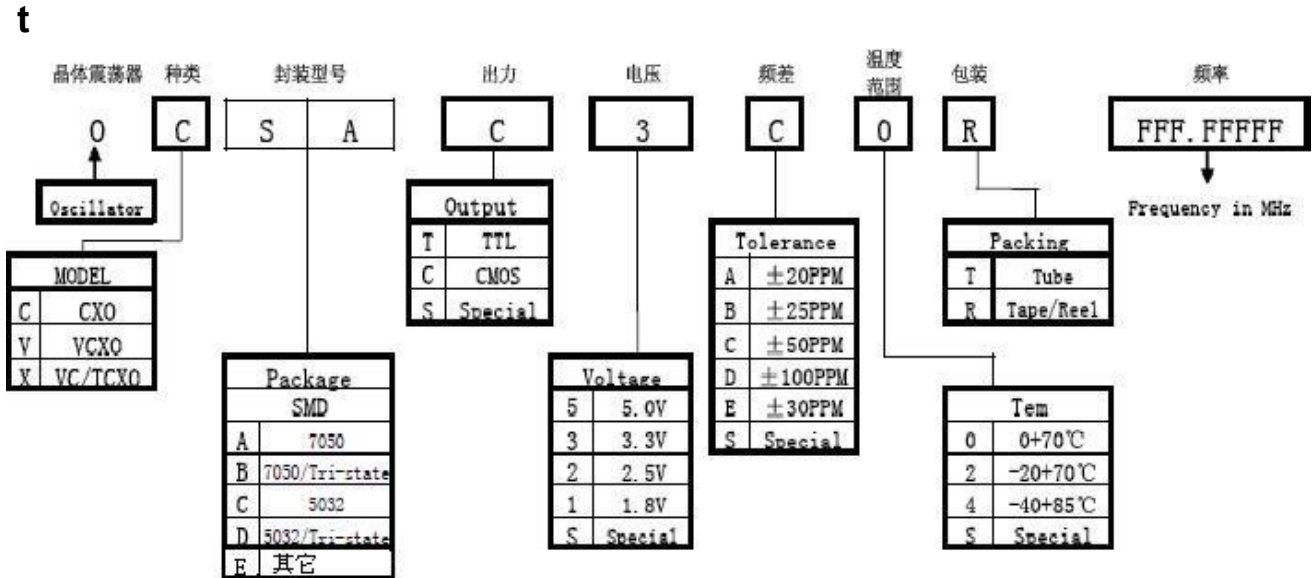 t
晶体震荡器 种类 封装型号 出力 电压 频差 温度范围 包装 频率
O C S A C 3 C 0 R FFF.FFFFF
Oscillator
Frequency in MHz
MODEL
C CXO
V VCXO
X VC/TCXO
Package
SMD
A 7050
B 7050/Tri-state
C 5032
D 5032/Tri-state
E 其它
Output
T TTL
C CMOS
S Special
Voltage
5 5.0V
3 3.3V
2 2.5V
1 1.8V
S Special
Tolerance
A ±20PPM
B ±25PPM
C ±50PPM
D ±100PPM
E ±30PPM
S Special
Packing
T Tube
R Tape/Reel
Tem
0 0+70℃
2 -20+70℃
4 -40+85℃
S Special